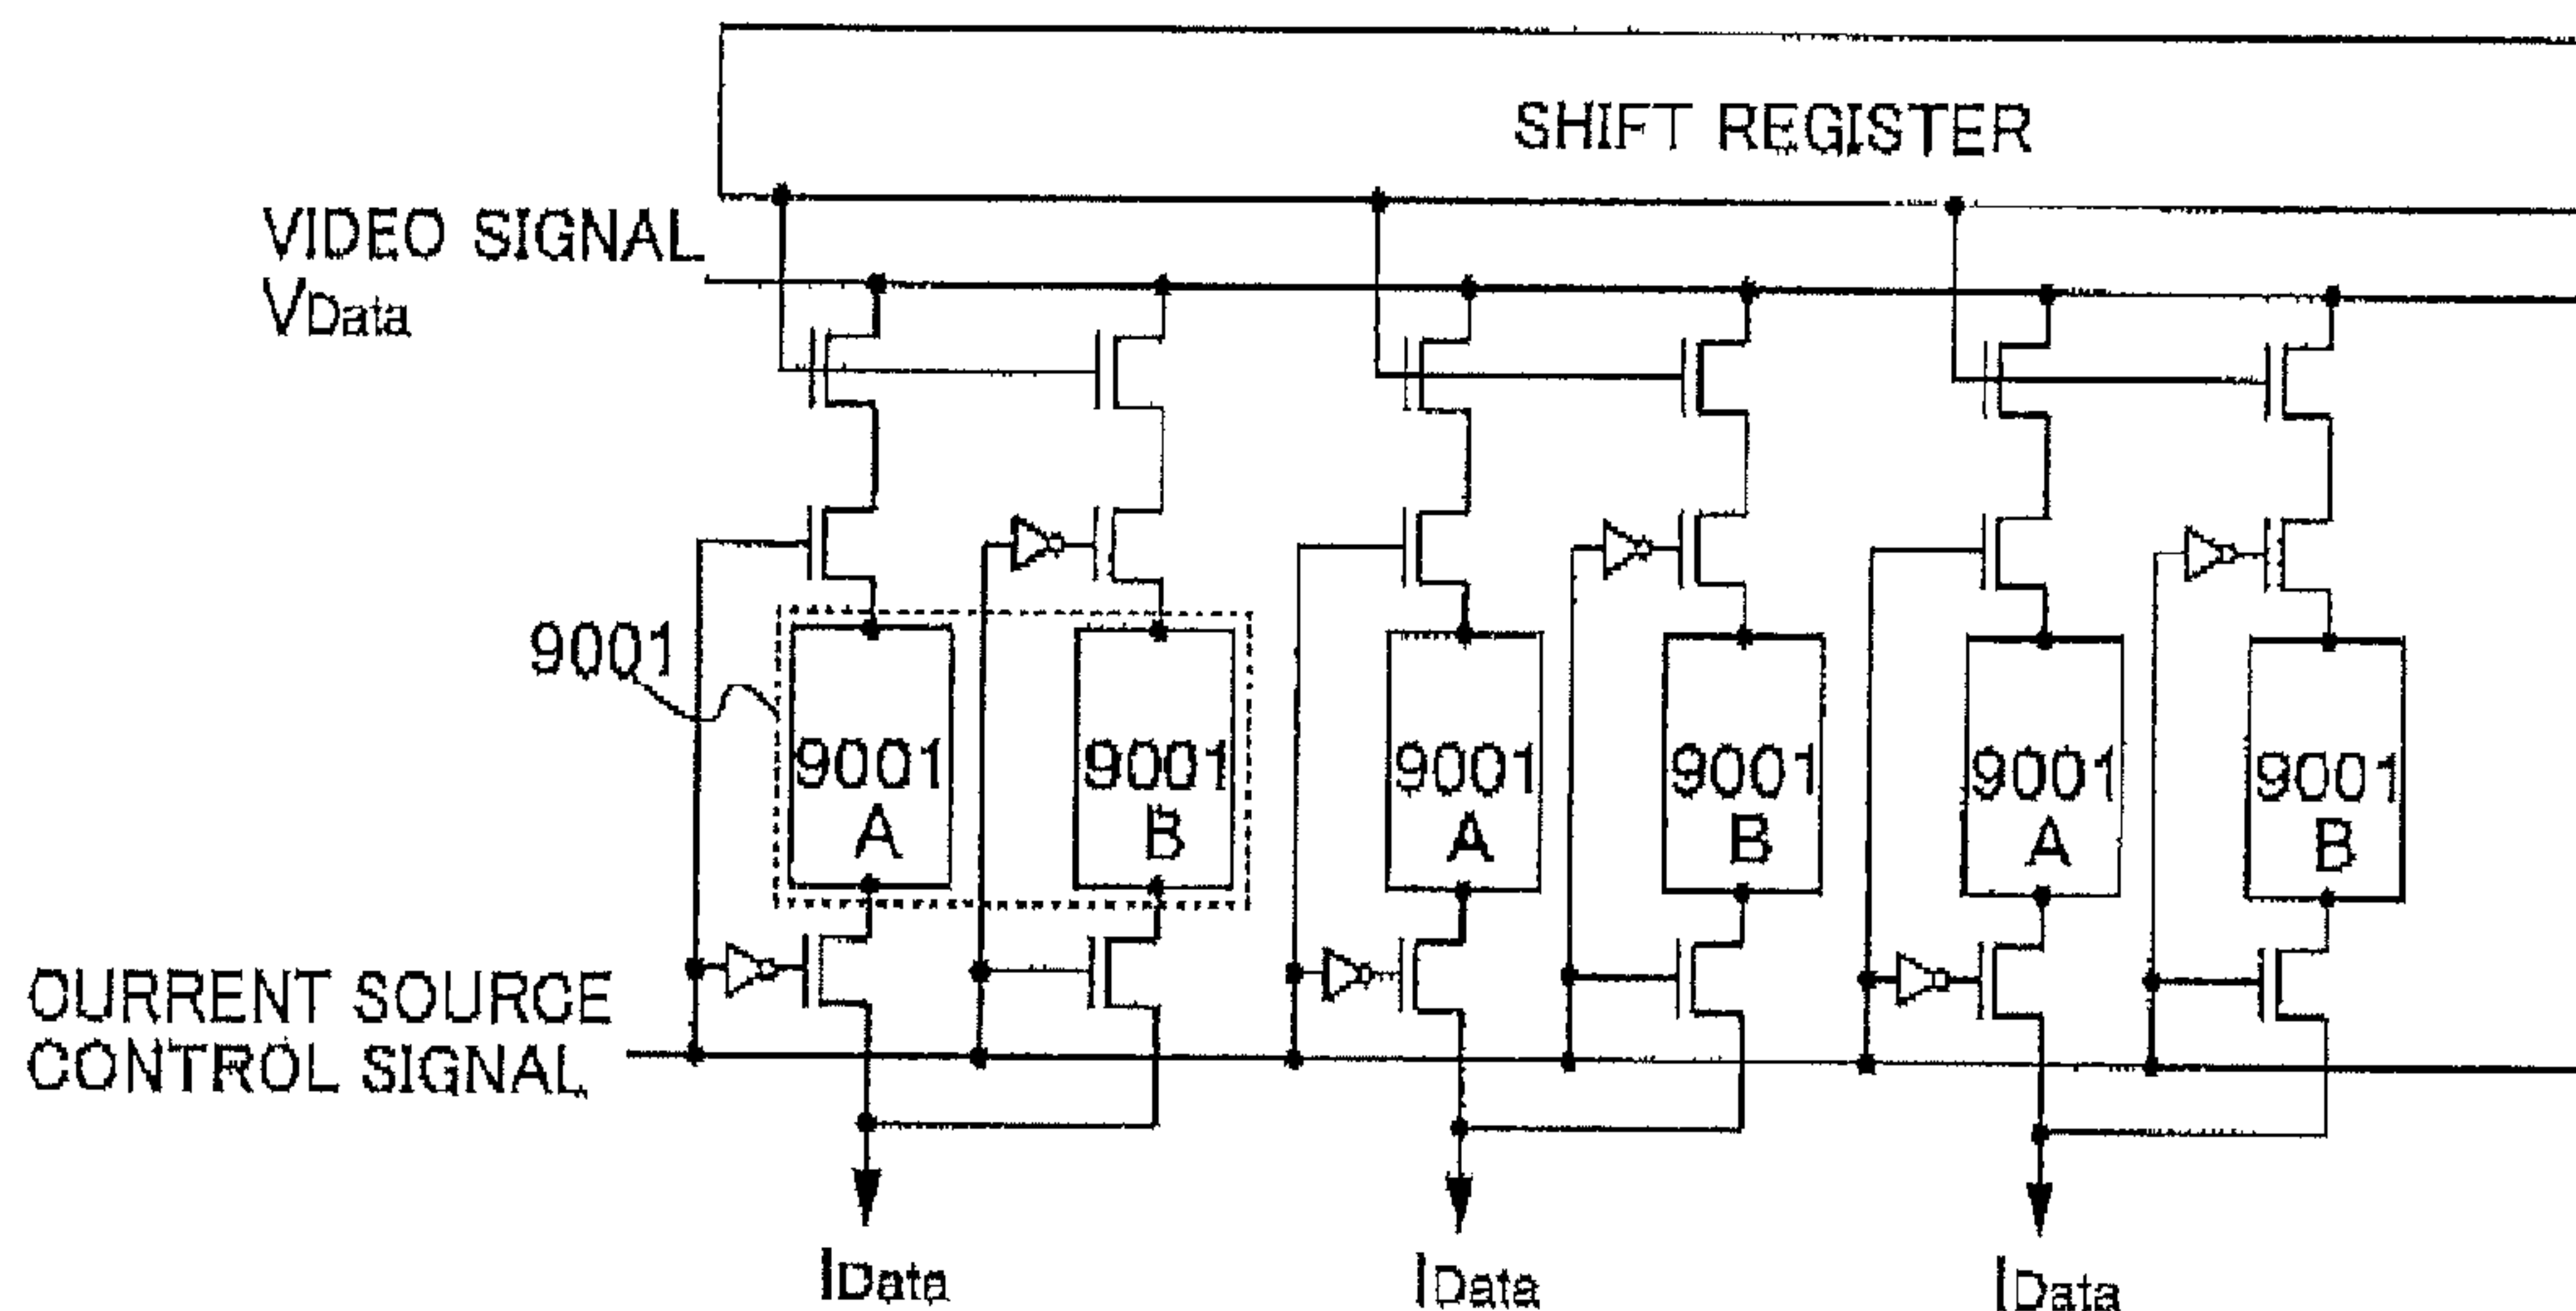 SHIFT REGISTER
VIDEO SIGNAL
VData
9001
9001
A
9001
B
9001
A
9001
B
9001
A
9001
B
CURRENT SOURCE
CONTROL SIGNAL
IData
IData
IData